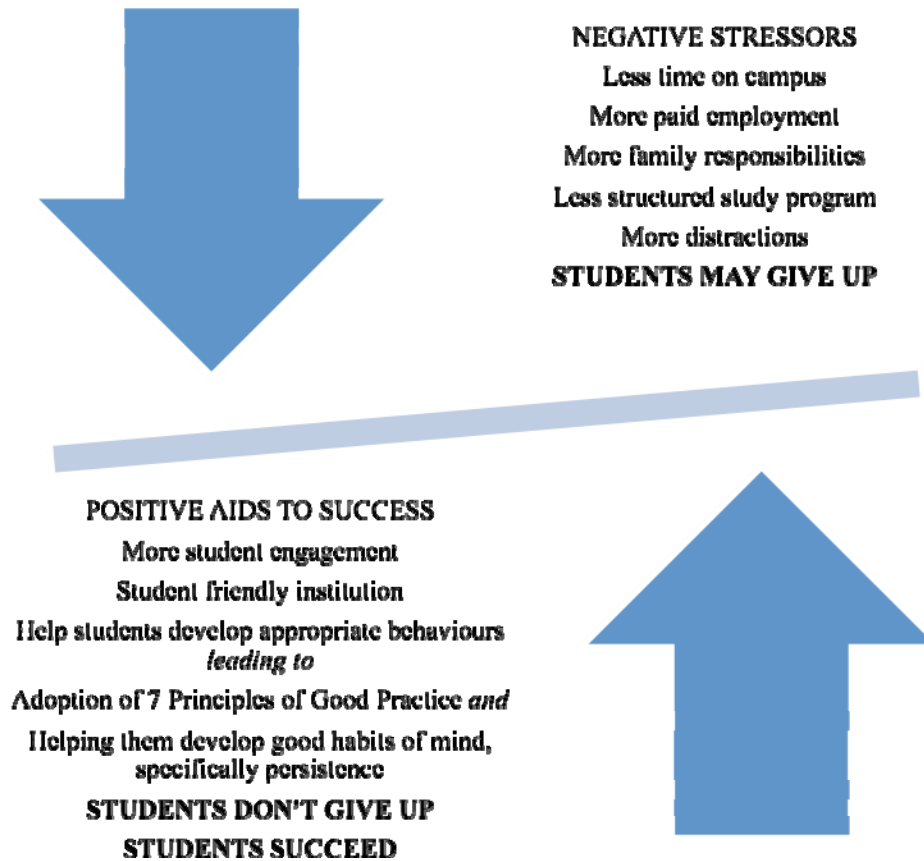 NEGATIVE STRESSORS
Less time on campus
More paid employment
More family responsibilities
Less structured study program
More distractions
STUDENTS MAY GIVE UP
POSITIVE AIDS TO SUCCESS
More student engagement
Student friendly institution
Help students develop appropriate behaviours
leading to
Adoption of 7 Principles of Good Practice and
Helping them develop good habits of mind,
specifically persistence
STUDENTS DON'T GIVE UP
STUDENTS SUCCEED